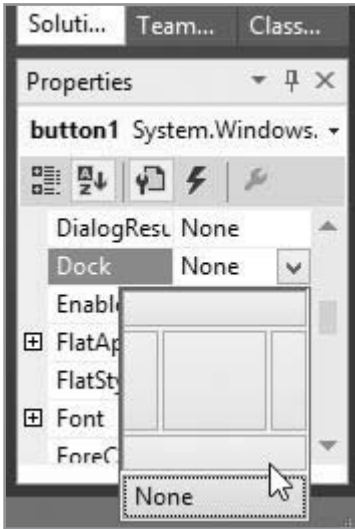 Soluti... Team... Class...
Properties
button1 System.Windows.
DialogResu None
Dock None
Enable
FlatAp
FlatSty
Font
ForeC
None